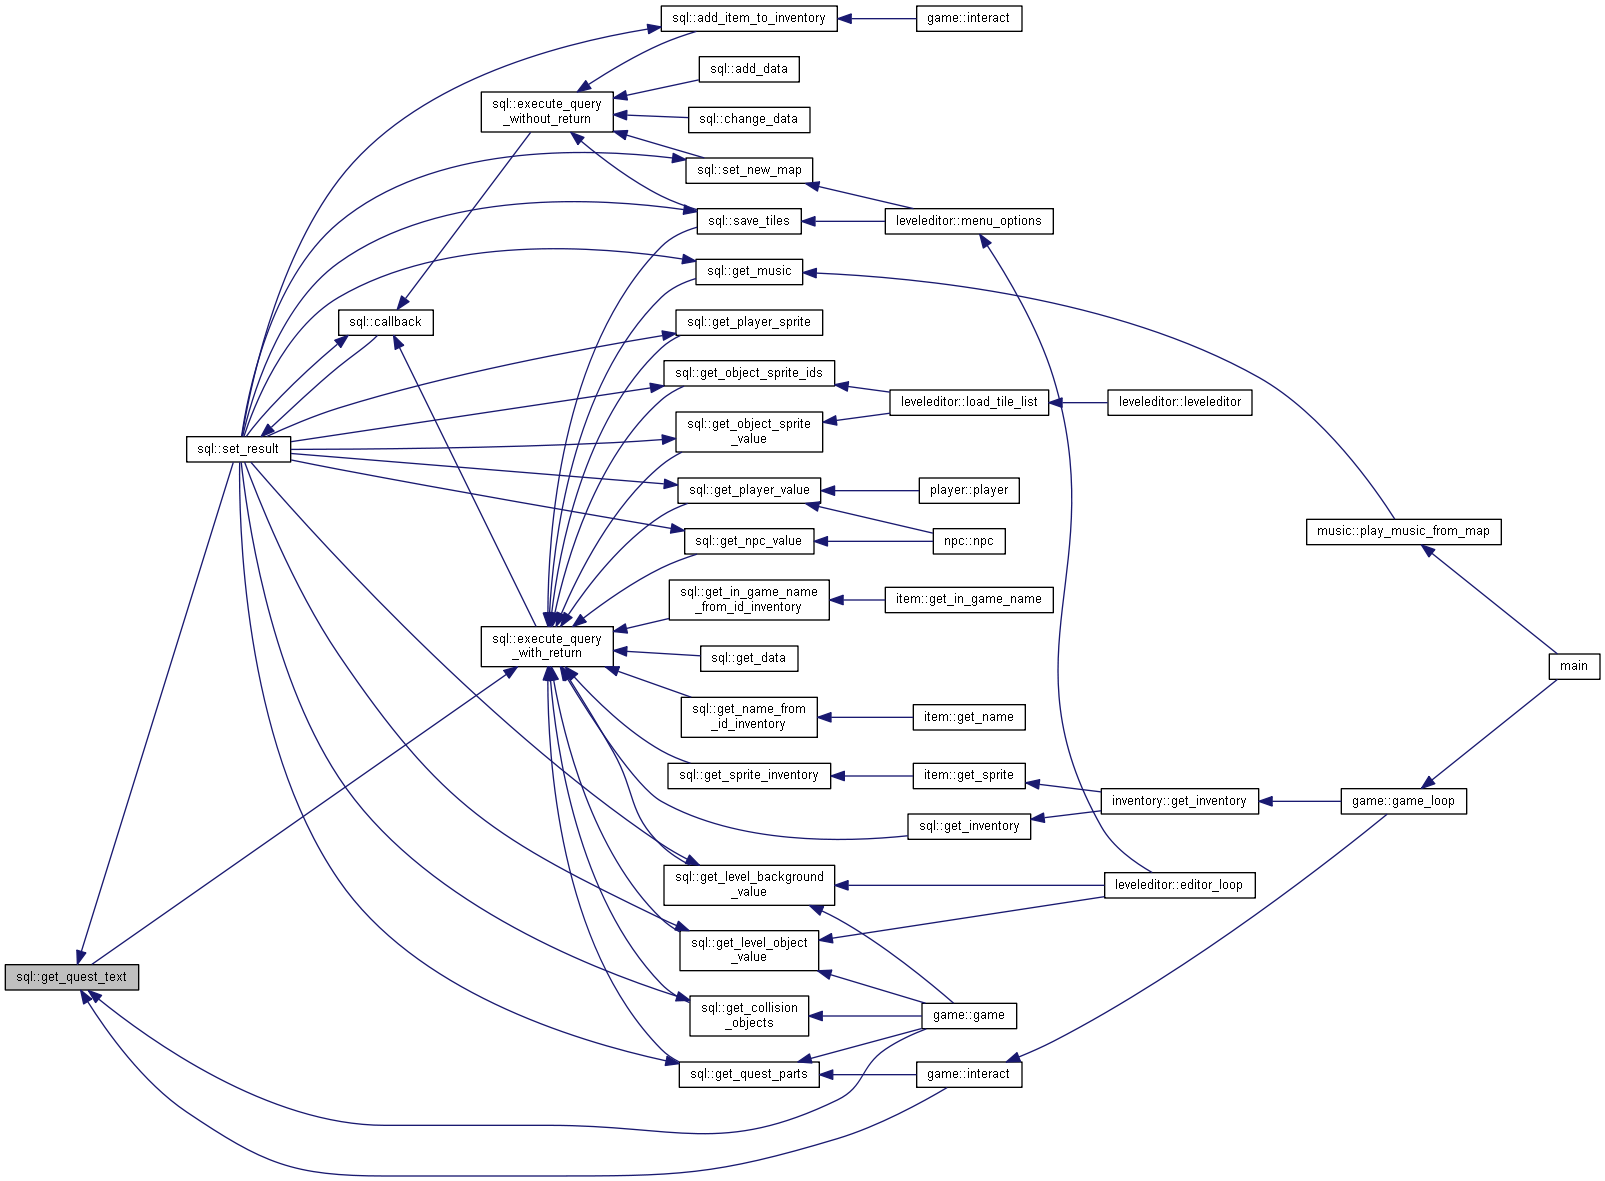 sql::add_item_to_inventory
game::interact
sql::add_data
sql::execute_query
_without_return
sql::change_data
sql::set_new_map
sql::save_tiles
leveleditor::menu_options
sql::get_music
sql::callback
sql::get_player_sprite
sql::get_object_sprite_ids
leveleditor::load_tile_list
leveleditor::leveleditor
sql::get_object_sprite
_value
sql::set_result
sql::get_player_value
player::player
music::play_music_from_map
sql::get_npc_value
npc::npc
sql::get_in_game_name
_from_id_inventory
item::get_in_game_name
sql::execute_query
_with_return
sql::get_data
main
sql::get_name_from
_id_inventory
item::get_name
sql::get_sprite_inventory
item::get_sprite
inventory::get_inventory
game::game_loop
sql::get_inventory
sql::get_level_background
_value
leveleditor::editor_loop
sql::get_level_object
_value
sql::get_quest_text
sql::get_collision
_objects
game::game
sql::get_quest_parts
game::interact